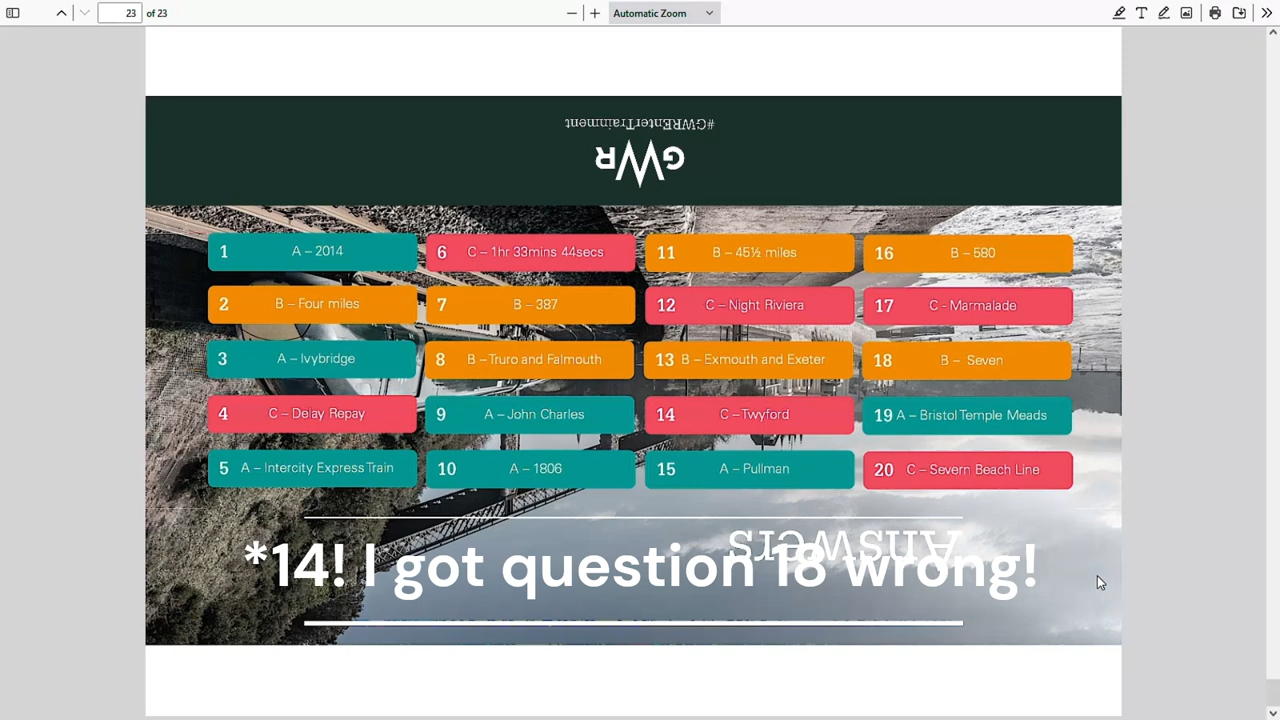 23 of 23
Automatic Zoom
#GWREnterTrainment
GWR
1 A – 2014
6 C – 1hr 33mins 44secs
11 B – 45½ miles
16 B – 580
2 B – Four miles
7 B – 387
12 C – Night Riviera
17 C - Marmalade
3 A – Ivybridge
8 B – Truro and Falmouth
13 B – Exmouth and Exeter
18 B – Seven
4 C – Delay Repay
9 A – John Charles
14 C – Twyford
19 A – Bristol Temple Meads
5 A – Intercity Express Train
10 A – 1806
15 A – Pullman
20 C – Severn Beach Line
Answers
*14! I got question 18 wrong!